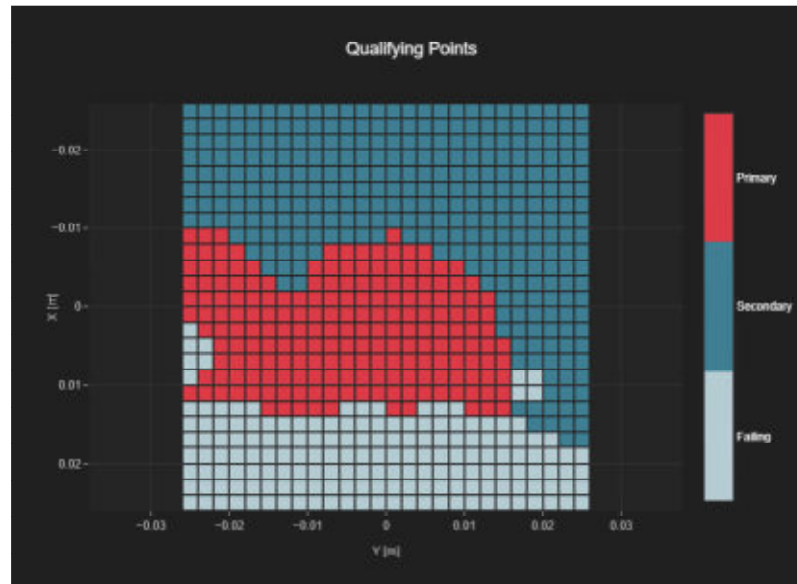 Qualifying Points
−0.02
−0.01
0
0.01
0.02
X [m]
−0.03
−0.02
−0.01
0
0.01
0.02
0.03
Y [m]
Primary
Secondary
Failing